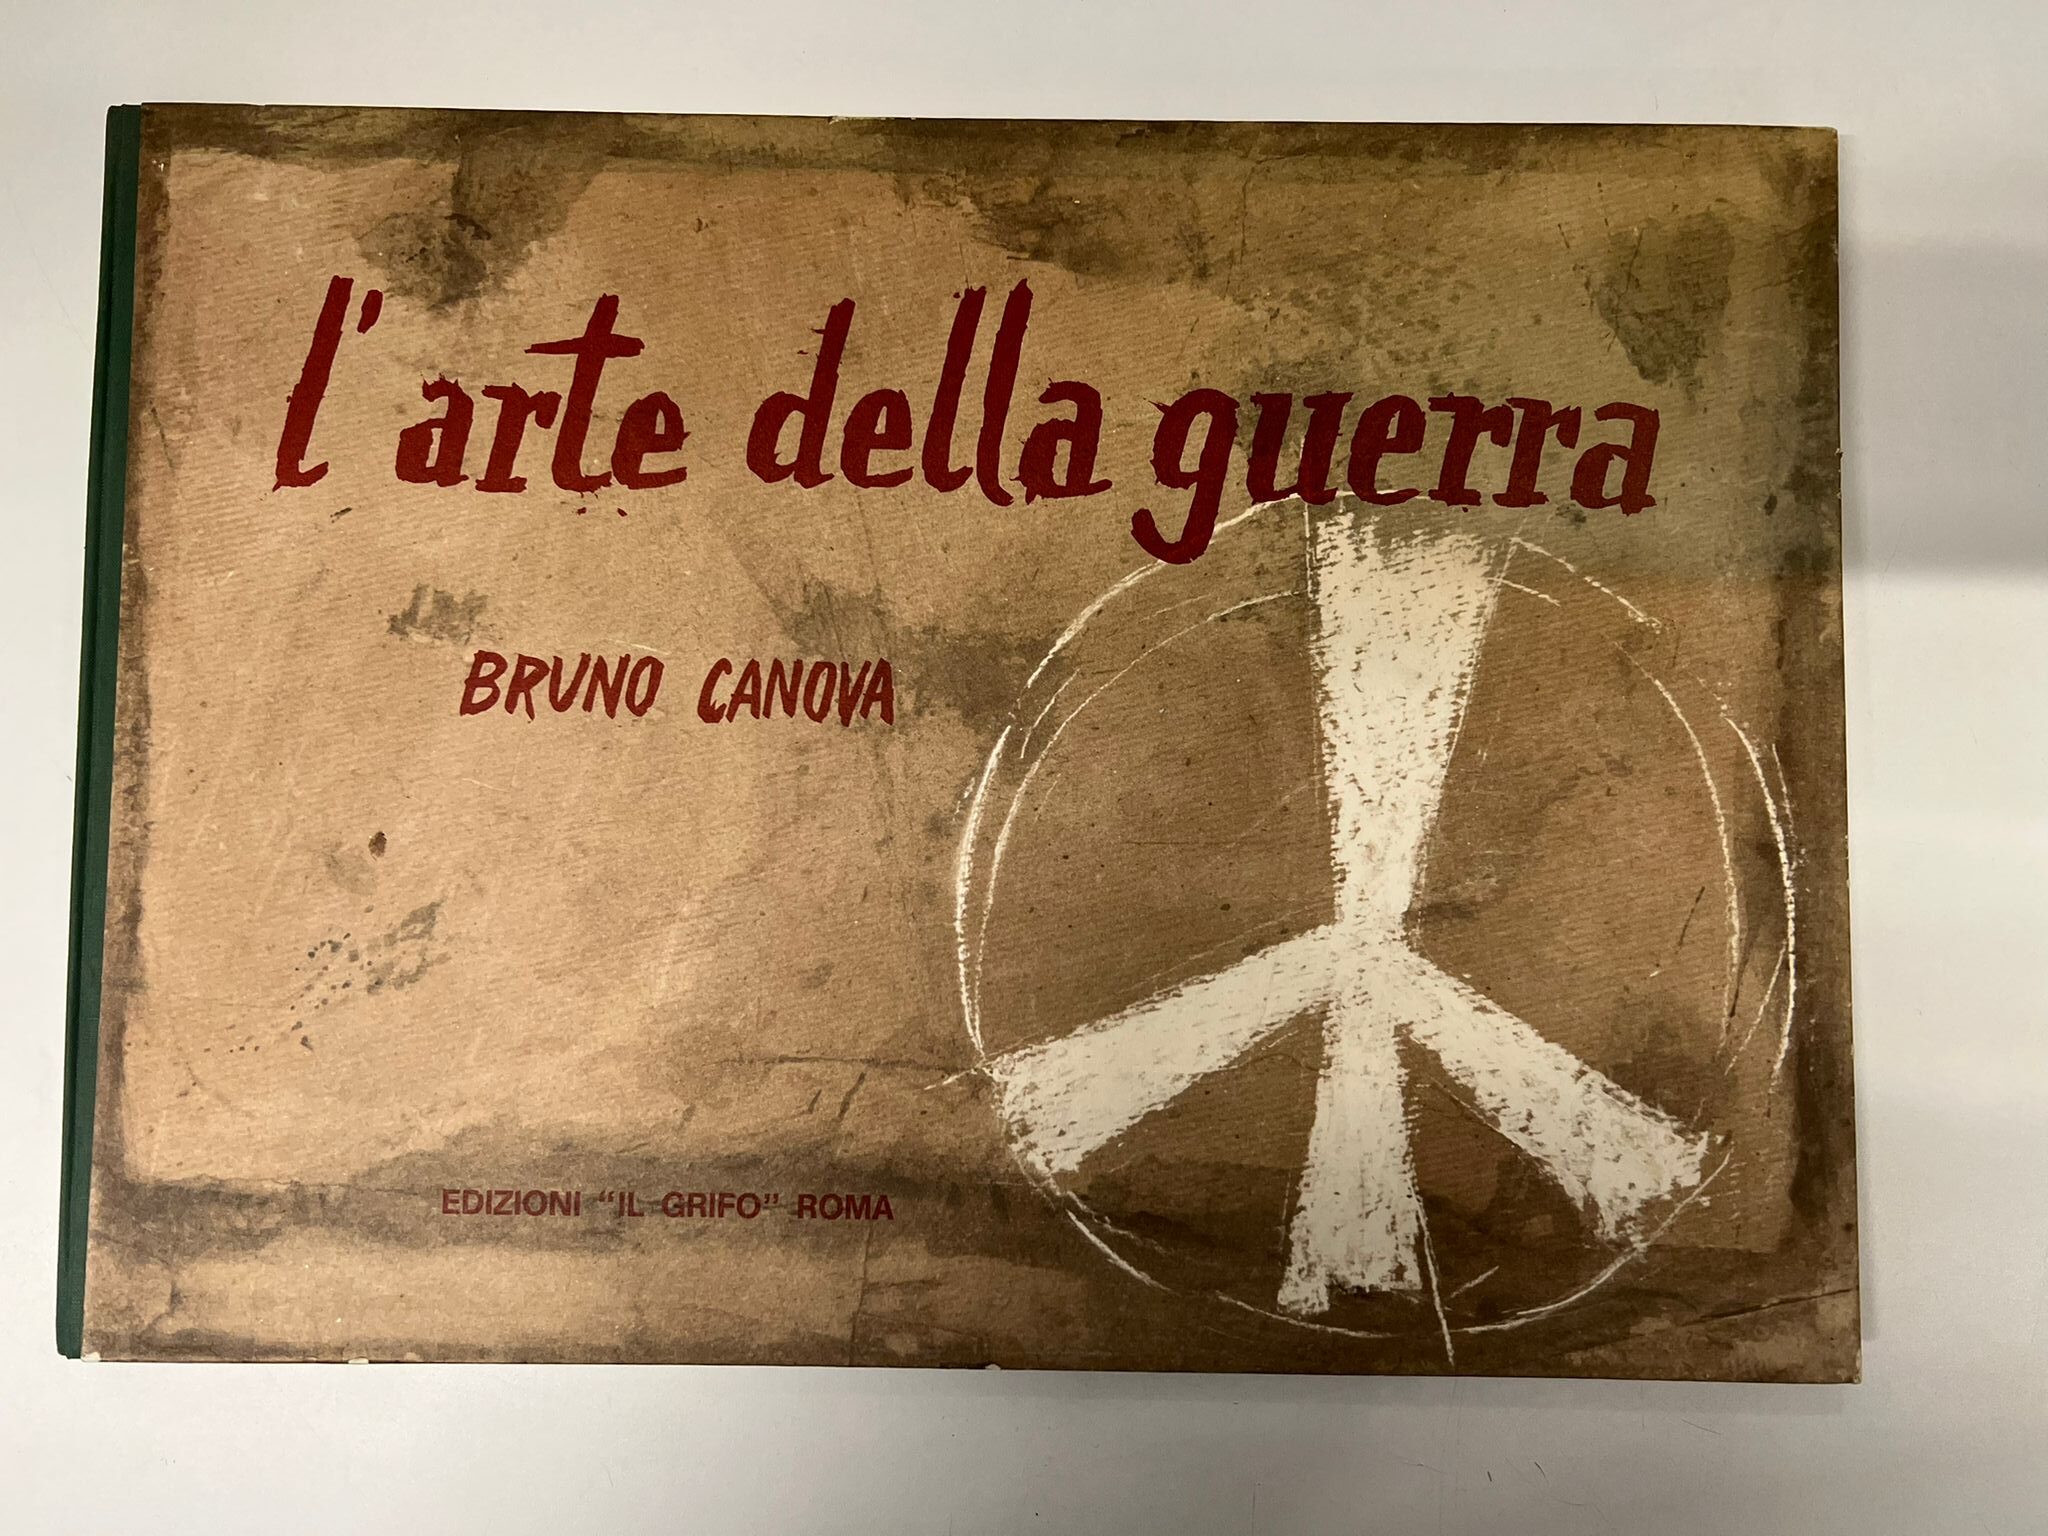 l'arte della guerra
BRUNO CANOVA
EDIZIONI "IL GRIFO" ROMA